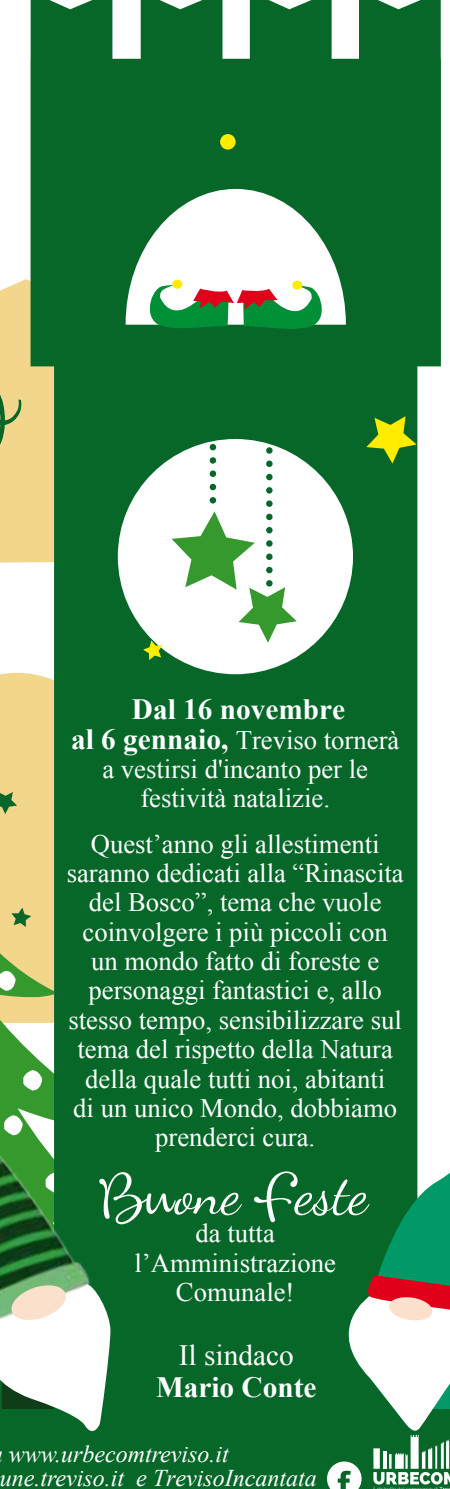 Dal 16 novembre
al 6 gennaio, Treviso tornerà
a vestirsi d'incanto per le
festività natalizie.
Quest’anno gli allestimenti
saranno dedicati alla “Rinascita
del Bosco”, tema che vuole
coinvolgere i più piccoli con
un mondo fatto di foreste e
personaggi fantastici e, allo
stesso tempo, sensibilizzare sul
tema del rispetto della Natura
della quale tutti noi, abitanti
di un unico Mondo, dobbiamo
prenderci cura.
Buone Feste
da tutta
l’Amministrazione
Comunale!
Il sindaco
Mario Conte
www.urbecomtreviso.it
une.treviso.it e TrevisoIncantata f
URBECOM